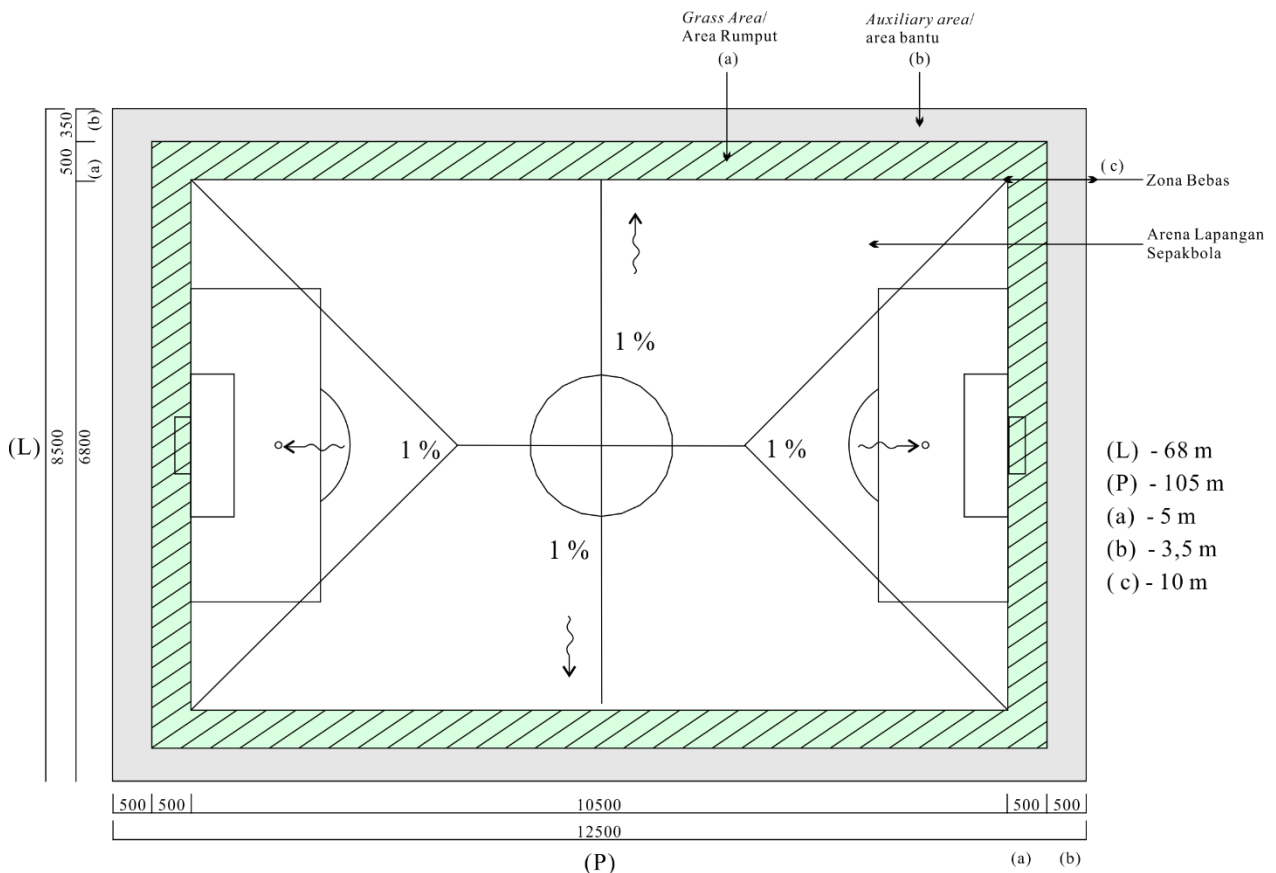 Grass Area/
Area Rumput
(a)
Auxiliary area/
area bantu
(b)
350
(b)
500
(a)
(c)
Zona Bebas
Arena Lapangan
Sepakbola
1 %
1 %
1 %
1 %
(L)
8500
6800
(L) - 68 m
(P) - 105 m
(a) - 5 m
(b) - 3,5 m
( c) - 10 m
500
500
10500
500
500
12500
(P)
(a)
(b)